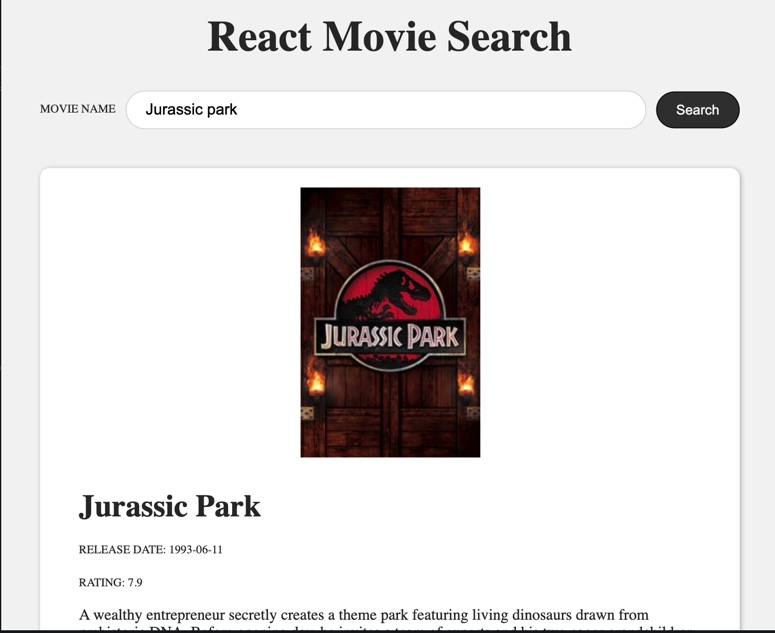 React Movie Search
MOVIE NAME Jurassic park Search
JURASSIC PARK
Jurassic Park
RELEASE DATE: 1993-06-11
RATING: 7.9
A wealthy entrepreneur secretly creates a theme park featuring living dinosaurs drawn from